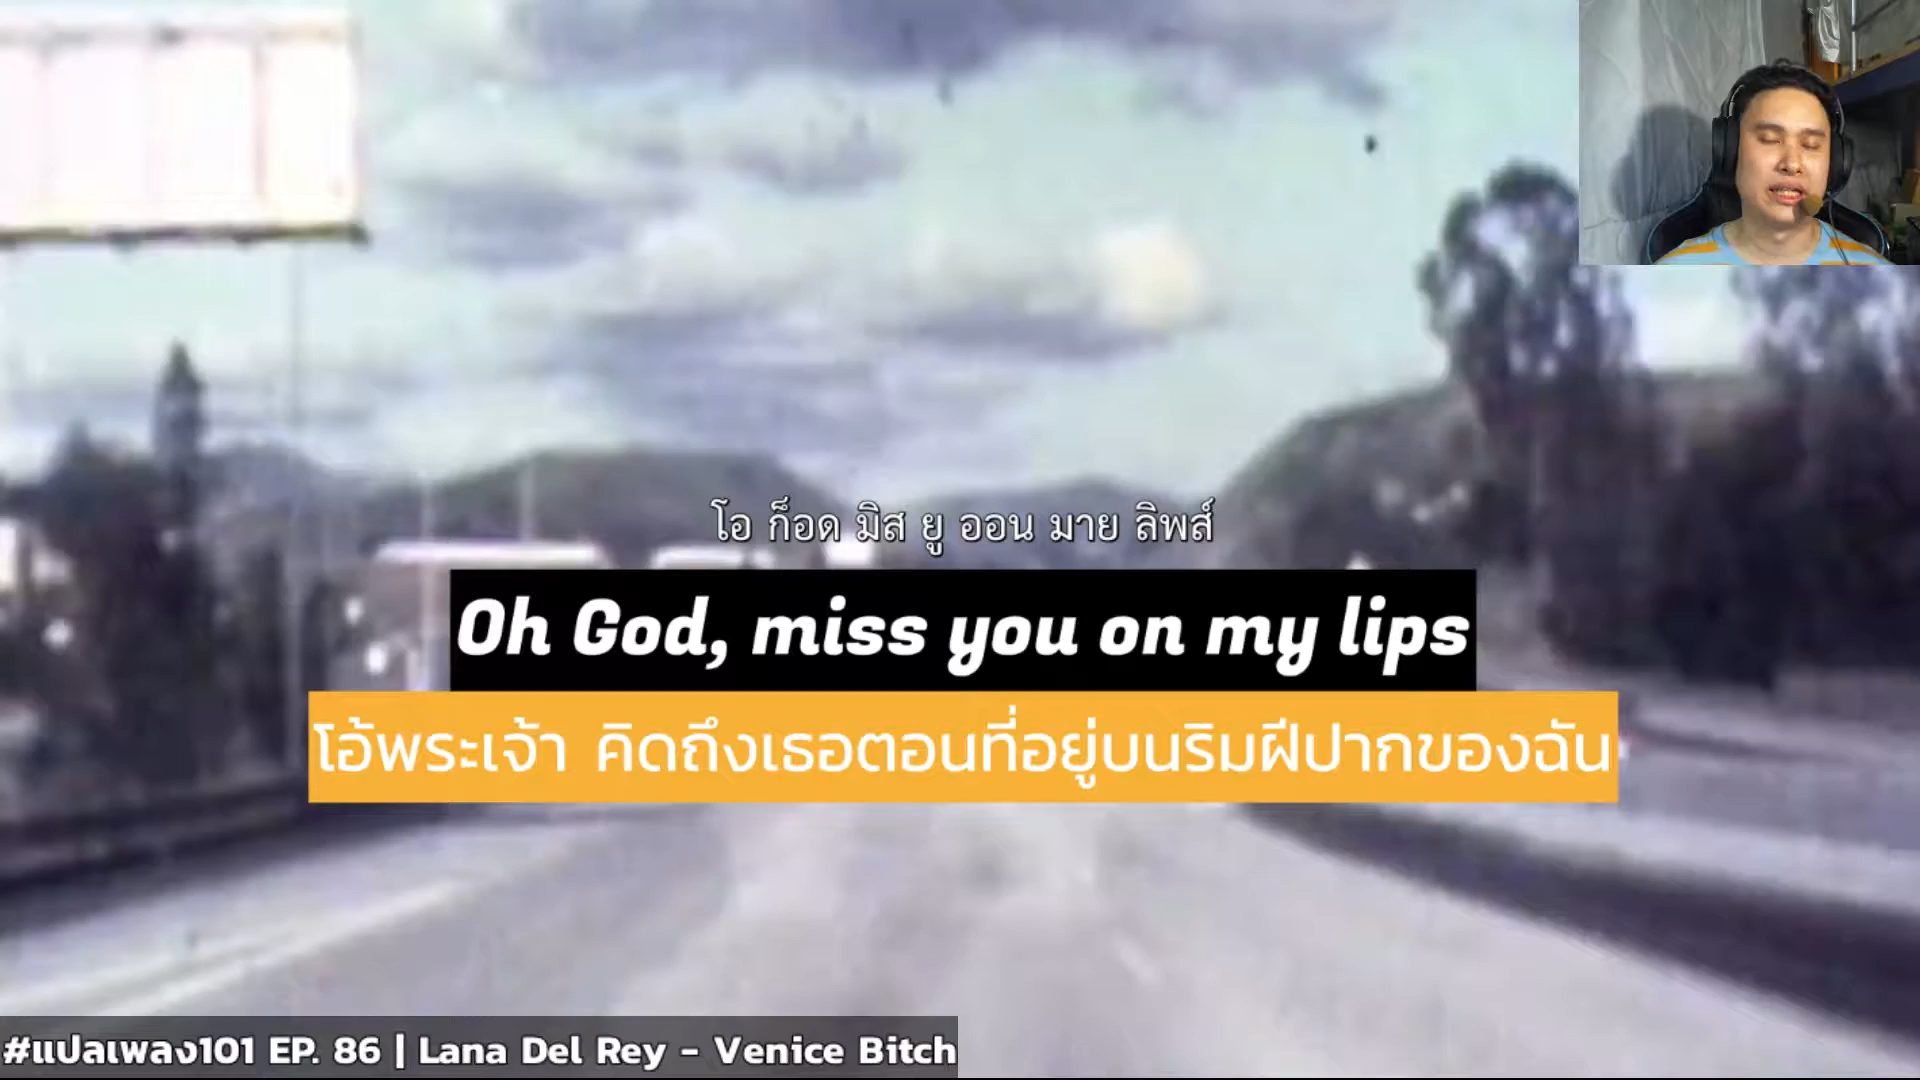 โอ ก็อด มิส ยู ออน มาย ลิพส์
Oh God, miss you on my lips
โอ้พระเจ้า คิดถึงเธอตอนที่อยู่บนริมฝีปากของฉัน
#แปลเพลง101 EP. 86 | Lana Del Rey - Venice Bitch